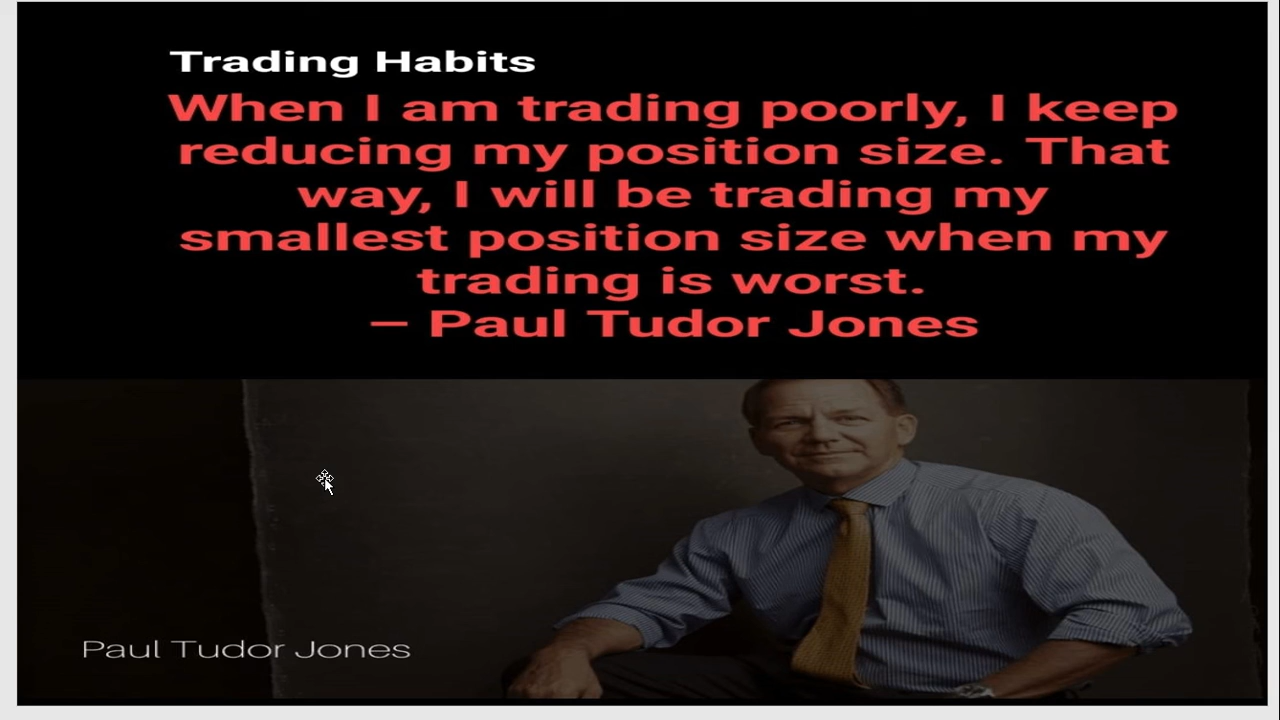 Trading Habits
When I am trading poorly, I keep
reducing my position size. That
way, I will be trading my
smallest position size when my
trading is worst.
– Paul Tudor Jones
Paul Tudor Jones